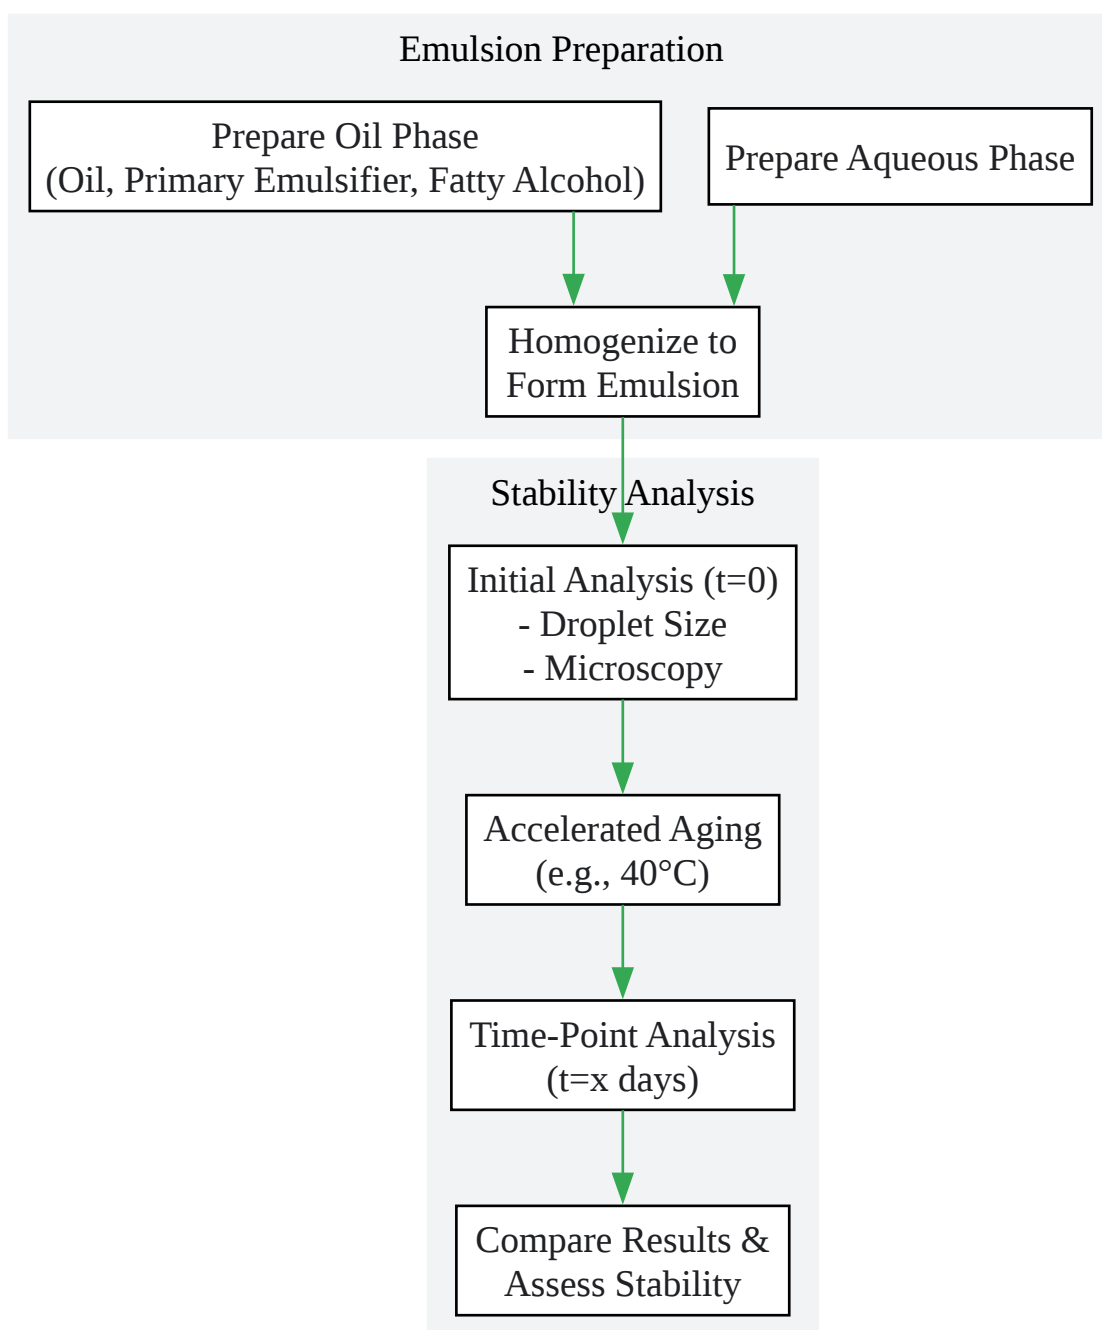 Emulsion Preparation
Prepare Oil Phase
(Oil, Primary Emulsifier, Fatty Alcohol)
Prepare Aqueous Phase
Homogenize to
Form Emulsion
Stability Analysis
Initial Analysis (t=0)
- Droplet Size
- Microscopy
Accelerated Aging
(e.g., 40°C)
Time-Point Analysis
(t=x days)
Compare Results &
Assess Stability